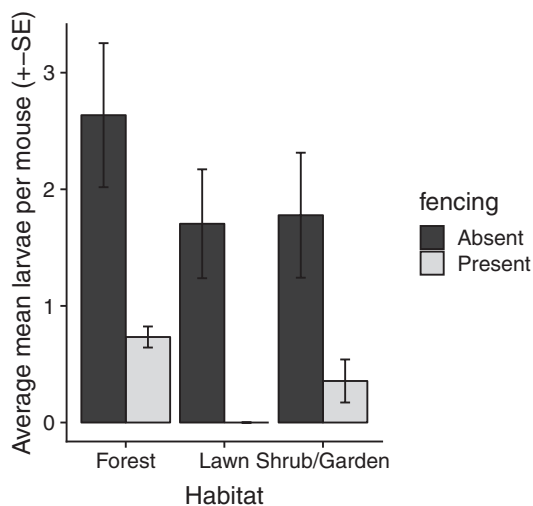 Average mean larvae per mouse (+−SE)
3
2
1
0
Forest
Lawn
Shrub/Garden
Habitat
fencing
Absent
Present